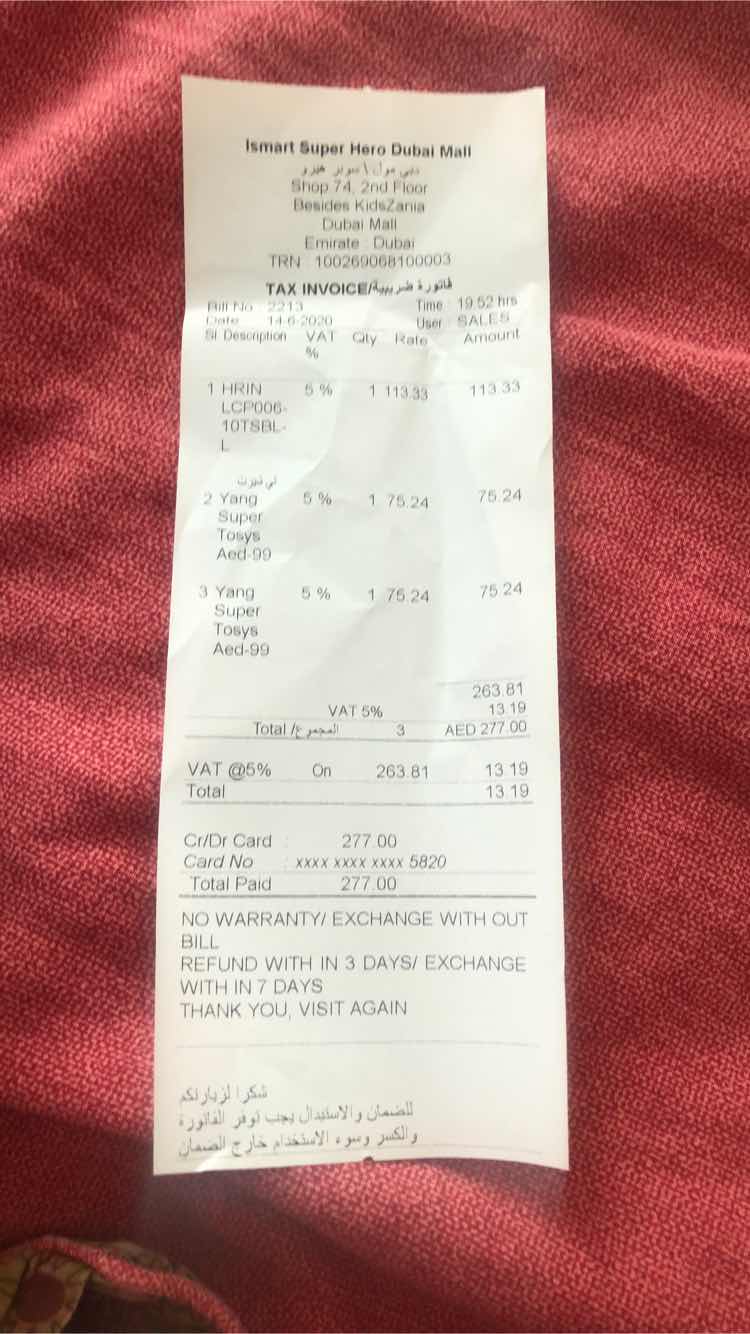 Ismart Super Hero Dubai Mall
دبي مول \ سوبر هيرو
Shop 74, 2nd Floor
Besides KidsZania
Dubai Mall
Emirate : Dubai
TRN : 100269068100003
TAX INVOICE/فاتورة ضريبية
Bill No : 2213 Time : 19:52 hrs
Date : 14-6-2020 User : SALES
Sl Description VAT % Qty Rate Amount
1 HRIN 5 % 1 113.33 113.33
LCP006-
10TSBL-
L
2 Yang 5 % 1 75.24 75.24
Super
Tosys
Aed-99
3 Yang 5 % 1 75.24 75.24
Super
Tosys
Aed-99
263.81
VAT 5% 13.19
Total /المجموع 3 AED 277.00
VAT @5% On 263.81 13.19
Total 13.19
Cr/Dr Card : 277.00
Card No : xxxx xxxx xxxx 5820
Total Paid 277.00
NO WARRANTY/ EXCHANGE WITH OUT
BILL
REFUND WITH IN 3 DAYS/ EXCHANGE
WITH IN 7 DAYS
THANK YOU, VISIT AGAIN
شكرا لزيارتكم
للضمان والاستبدال يجب توفر الفاتورة
والكسر وسوء الاستخدام خارج الضمان